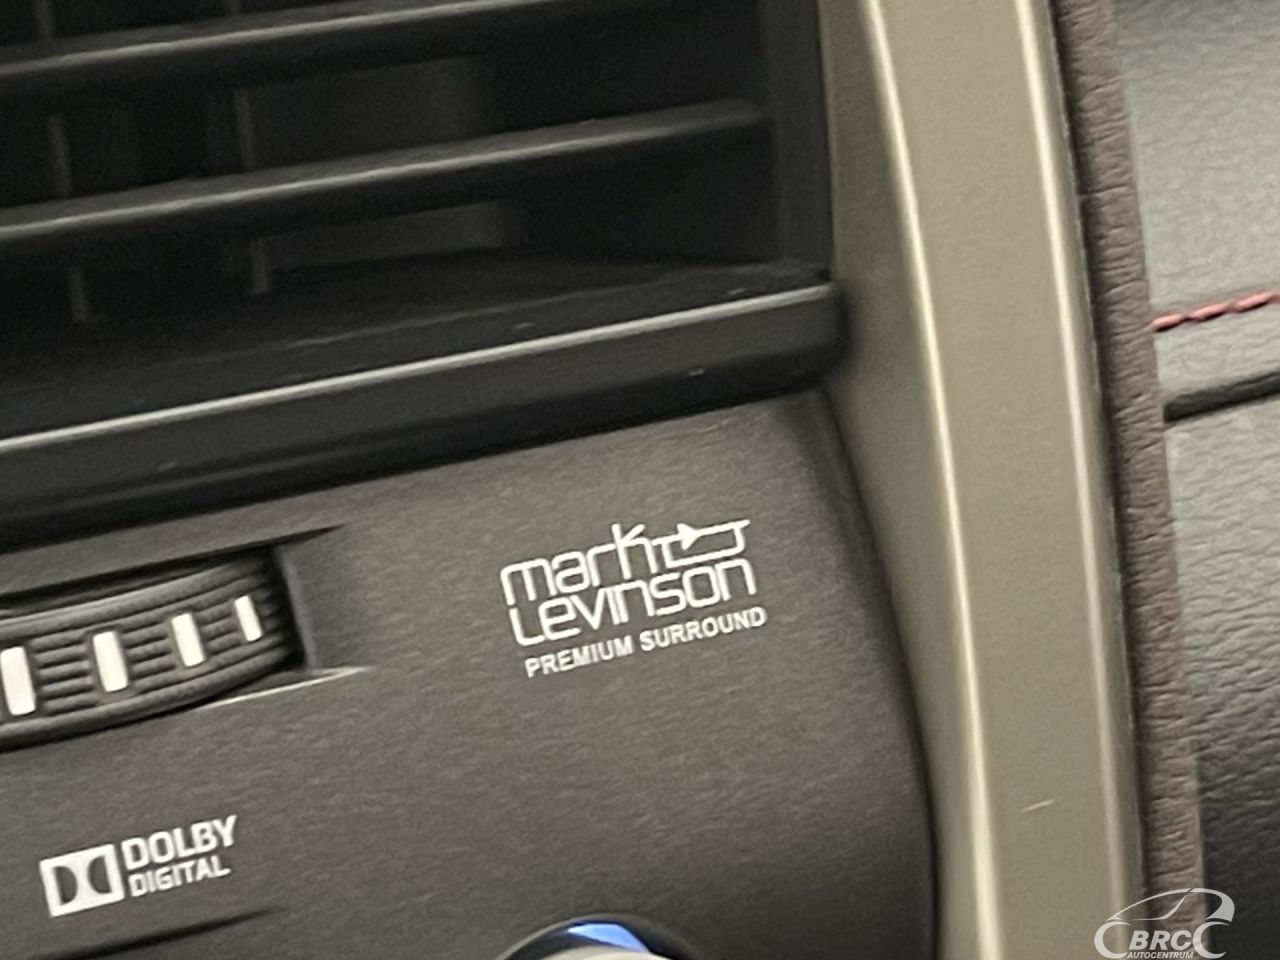 mark
Levinson
PREMIUM SURROUND
DOLBY
DIGITAL
BRC
AUTOCENTRUM